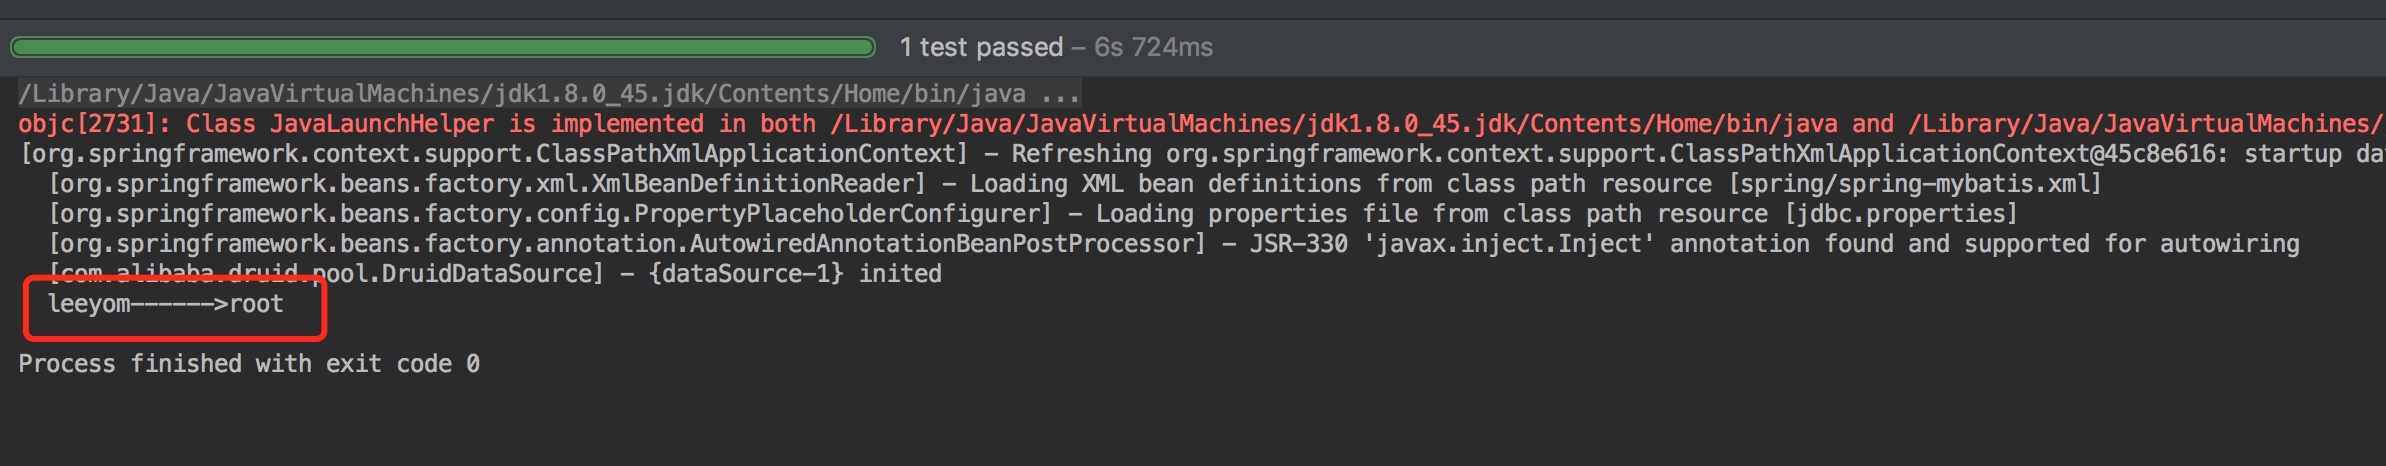 1 test passed – 6s 724ms
/Library/Java/JavaVirtualMachines/jdk1.8.0_45.jdk/Contents/Home/bin/java ...
objc[2731]: Class JavaLaunchHelper is implemented in both /Library/Java/JavaVirtualMachines/jdk1.8.0_45.jdk/Contents/Home/bin/java and /Library/Java/JavaVirtualMachines/
[org.springframework.context.support.ClassPathXmlApplicationContext] - Refreshing org.springframework.context.support.ClassPathXmlApplicationContext@45c8e616: startup da
[org.springframework.beans.factory.xml.XmlBeanDefinitionReader] - Loading XML bean definitions from class path resource [spring/spring-mybatis.xml]
[org.springframework.beans.factory.config.PropertyPlaceholderConfigurer] - Loading properties file from class path resource [jdbc.properties]
[org.springframework.beans.factory.annotation.AutowiredAnnotationBeanPostProcessor] - JSR-330 'javax.inject.Inject' annotation found and supported for autowiring
[com.alibaba.druid.pool.DruidDataSource] - {dataSource-1} inited
leeyom------>root
Process finished with exit code 0